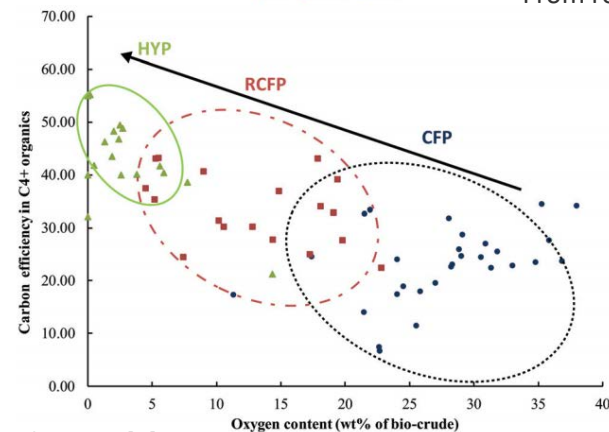 70.00
60.00
50.00
40.00
30.00
20.00
10.00
0.00
Carbon efficiency in C4+ organics
HYP
RCFP
CFP
0 5 10 15 20 25 30 35 40
Oxygen content (wt% of bio-crude)